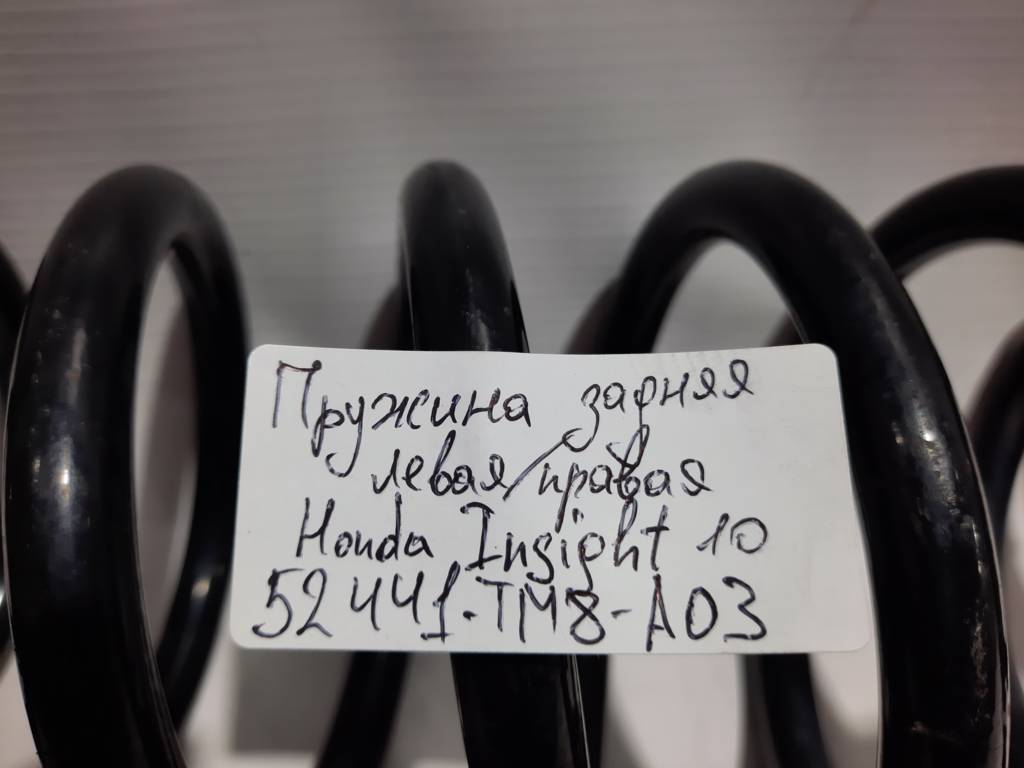 Пружина задняя
левая/правая
Honda Insight 10
52441-TM8-A03